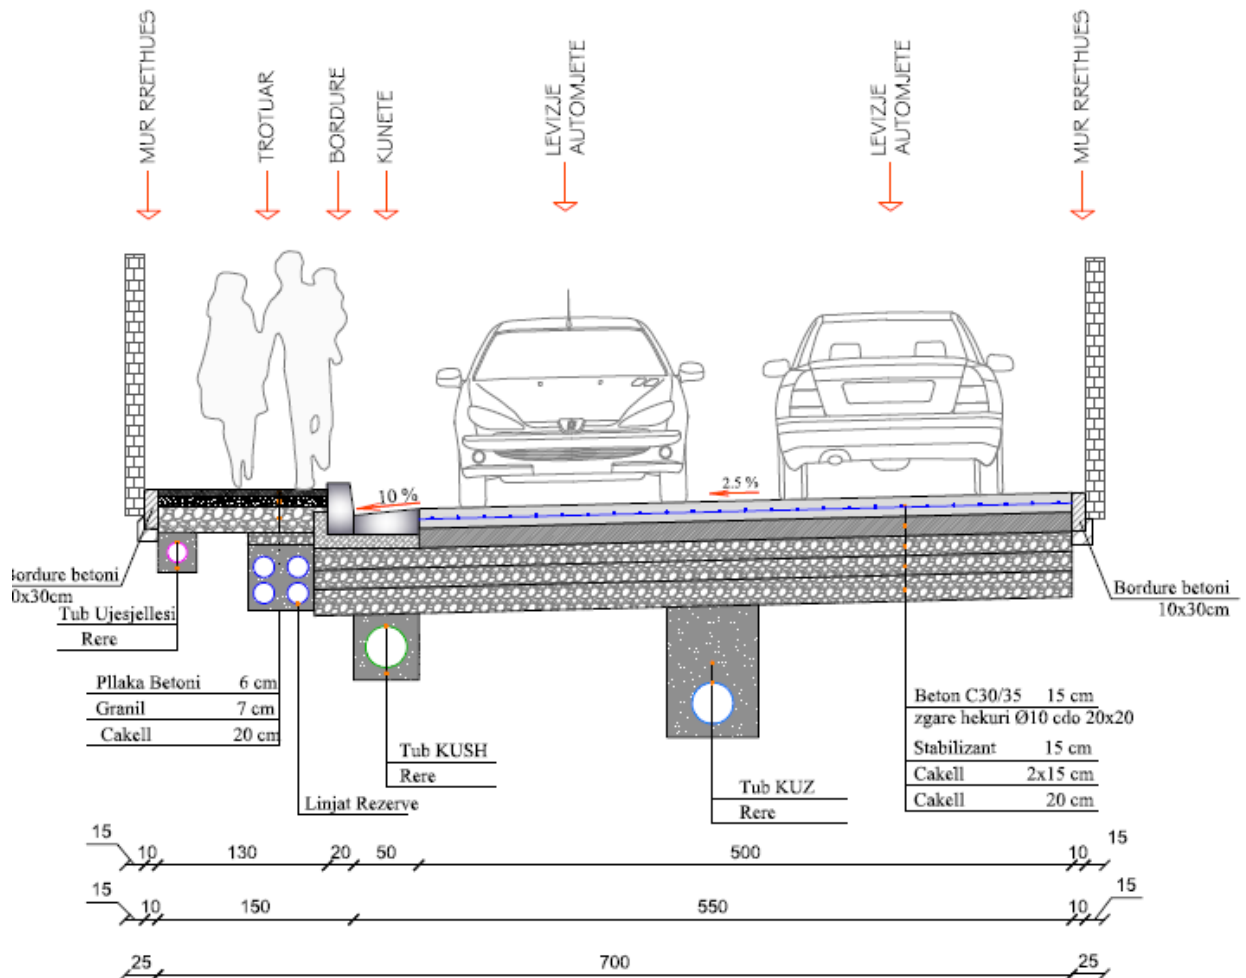 MUR RRETHUES
TROTUAR
BORDURE
KUNETE
LEVIZJE
AUTOMJETE
LEVIZJE
AUTOMJETE
MUR RRETHUES
10 %
2.5 %
Bordure betoni
0x30cm
Tub Ujesjellesi
Rere
Pllaka Betoni 6 cm
Granil 7 cm
Cakell 20 cm
Tub KUSH
Rere
Linjat Rezerve
Tub KUZ
Rere
Bordure betoni
10x30cm
Beton C30/35 15 cm
zgare hekuri Ø10 cdo 20x20
Stabilizant 15 cm
Cakell 2x15 cm
Cakell 20 cm
15 10 130 20 50 500 10 15
15 10 150 550 10 15
25 700 25